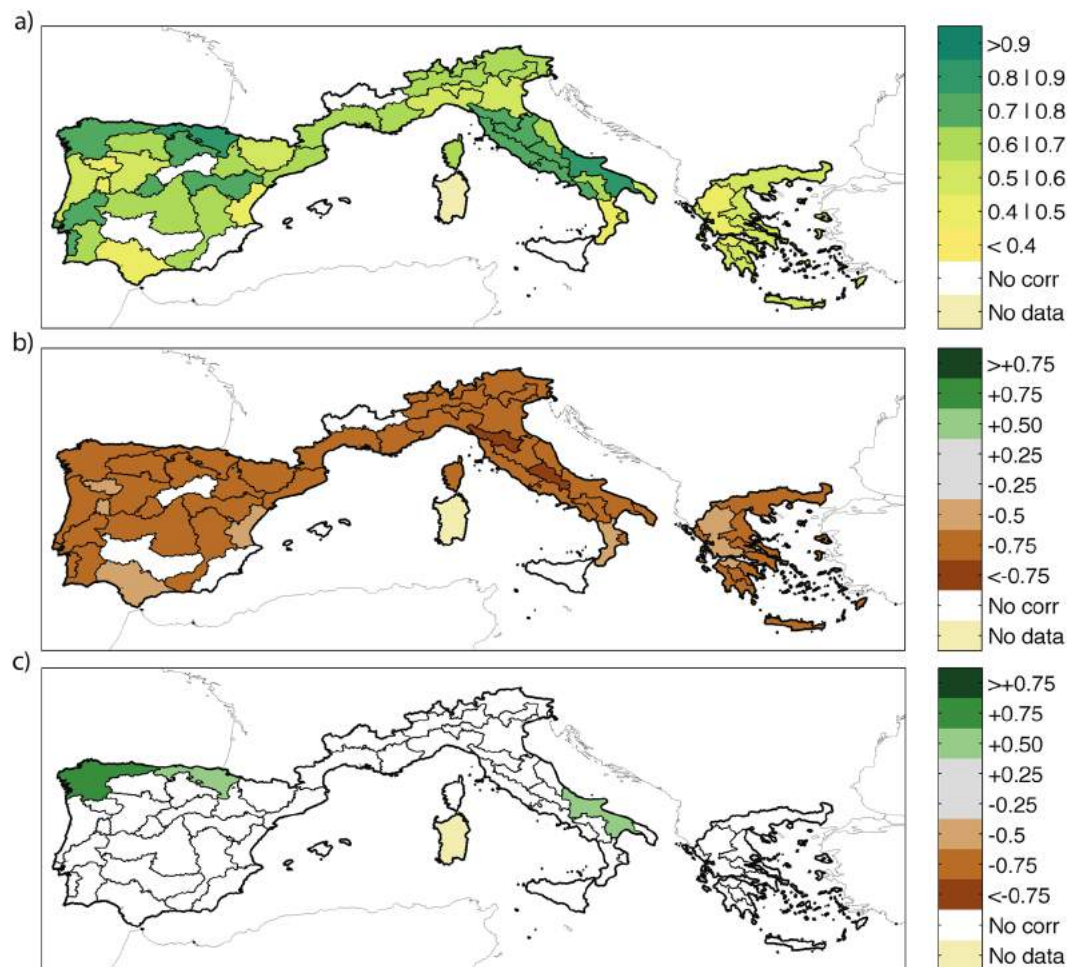 a)
>0.9
0.8 | 0.9
0.7 | 0.8
0.6 | 0.7
0.5 | 0.6
0.4 | 0.5
< 0.4
No corr
No data
b)
>+0.75
+0.75
+0.50
+0.25
-0.25
-0.5
-0.75
<-0.75
No corr
No data
c)
>+0.75
+0.75
+0.50
+0.25
-0.25
-0.5
-0.75
<-0.75
No corr
No data